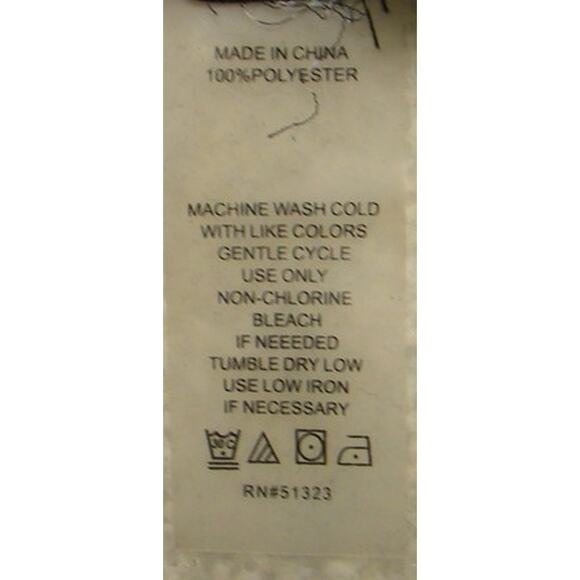 MADE IN CHINA
100%POLYESTER
MACHINE WASH COLD
WITH LIKE COLORS
GENTLE CYCLE
USE ONLY
NON-CHLORINE
BLEACH
IF NEEEDED
TUMBLE DRY LOW
USE LOW IRON
IF NECESSARY
30 C
RN#51323